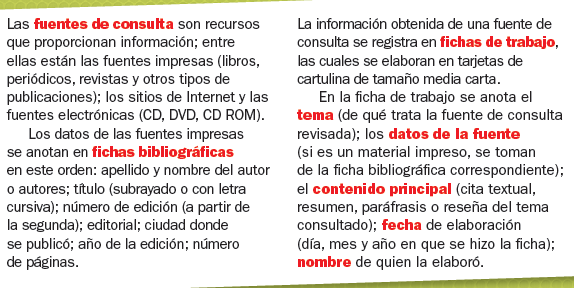 Las fuentes de consulta son recursos
que proporcionan información; entre
ellas están las fuentes impresas (libros,
periódicos, revistas y otros tipos de
publicaciones); los sitios de Internet y las
fuentes electrónicas (CD, DVD, CD ROM).
Los datos de las fuentes impresas
se anotan en fichas bibliográficas
en este orden: apellido y nombre del autor
o autores; título (subrayado o con letra
cursiva); número de edición (a partir de
la segunda); editorial; ciudad donde
se publicó; año de la edición; número
de páginas.
La información obtenida de una fuente de
consulta se registra en fichas de trabajo,
las cuales se elaboran en tarjetas de
cartulina de tamaño media carta.
En la ficha de trabajo se anota el
tema (de qué trata la fuente de consulta
revisada); los datos de la fuente
(si es un material impreso, se toman
de la ficha bibliográfica correspondiente);
el contenido principal (cita textual,
resumen, paráfrasis o reseña del tema
consultado); fecha de elaboración
(día, mes y año en que se hizo la ficha);
nombre de quien la elaboró.